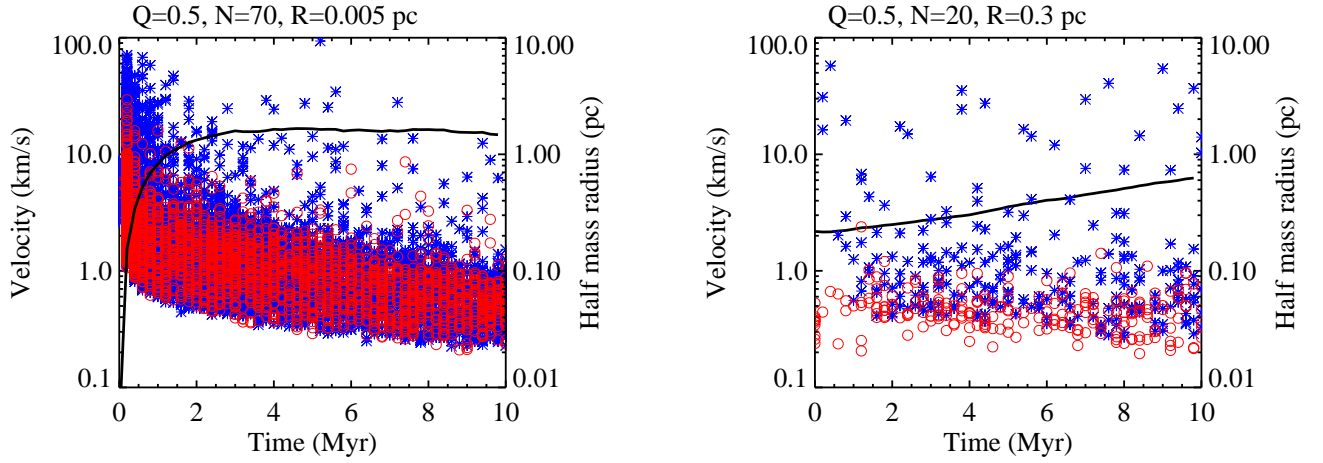 Q=0.5, N=70, R=0.005 pc
100.0
10.0
1.0
0.1
Velocity (km/s)
10.00
1.00
0.10
0.01
Half mass radius (pc)
0 2 4 6 8 10
Time (Myr)
Q=0.5, N=20, R=0.3 pc
100.0
10.0
1.0
0.1
Velocity (km/s)
10.00
1.00
0.10
0.01
Half mass radius (pc)
0 2 4 6 8 10
Time (Myr)